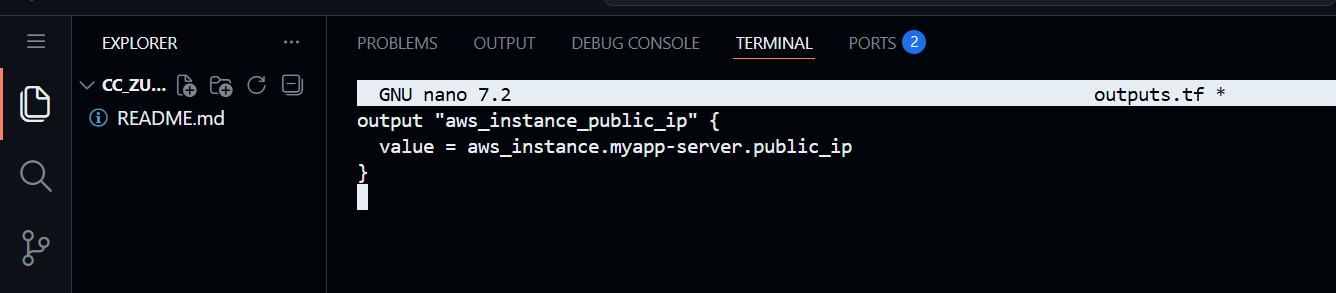 EXPLORER
...
CC_ZU...
README.md
PROBLEMS OUTPUT DEBUG CONSOLE TERMINAL PORTS 2
GNU nano 7.2 outputs.tf *
output "aws_instance_public_ip" {
  value = aws_instance.myapp-server.public_ip
}